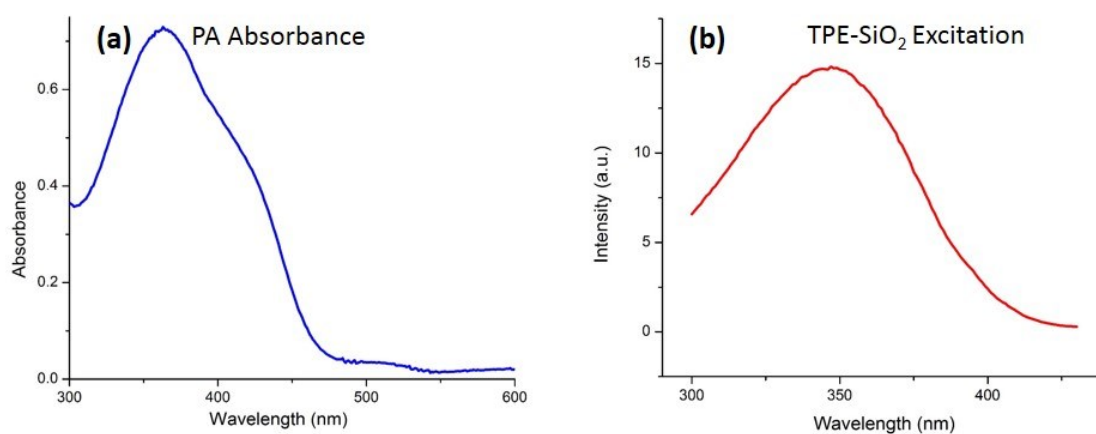 (a) PA Absorbance
0.6
0.4
0.2
0.0
Absorbance
300 400 500 600
Wavelength (nm)
(b) TPE-SiO₂ Excitation
15
10
5
0
Intensity (a.u.)
300 350 400
Wavelength (nm)